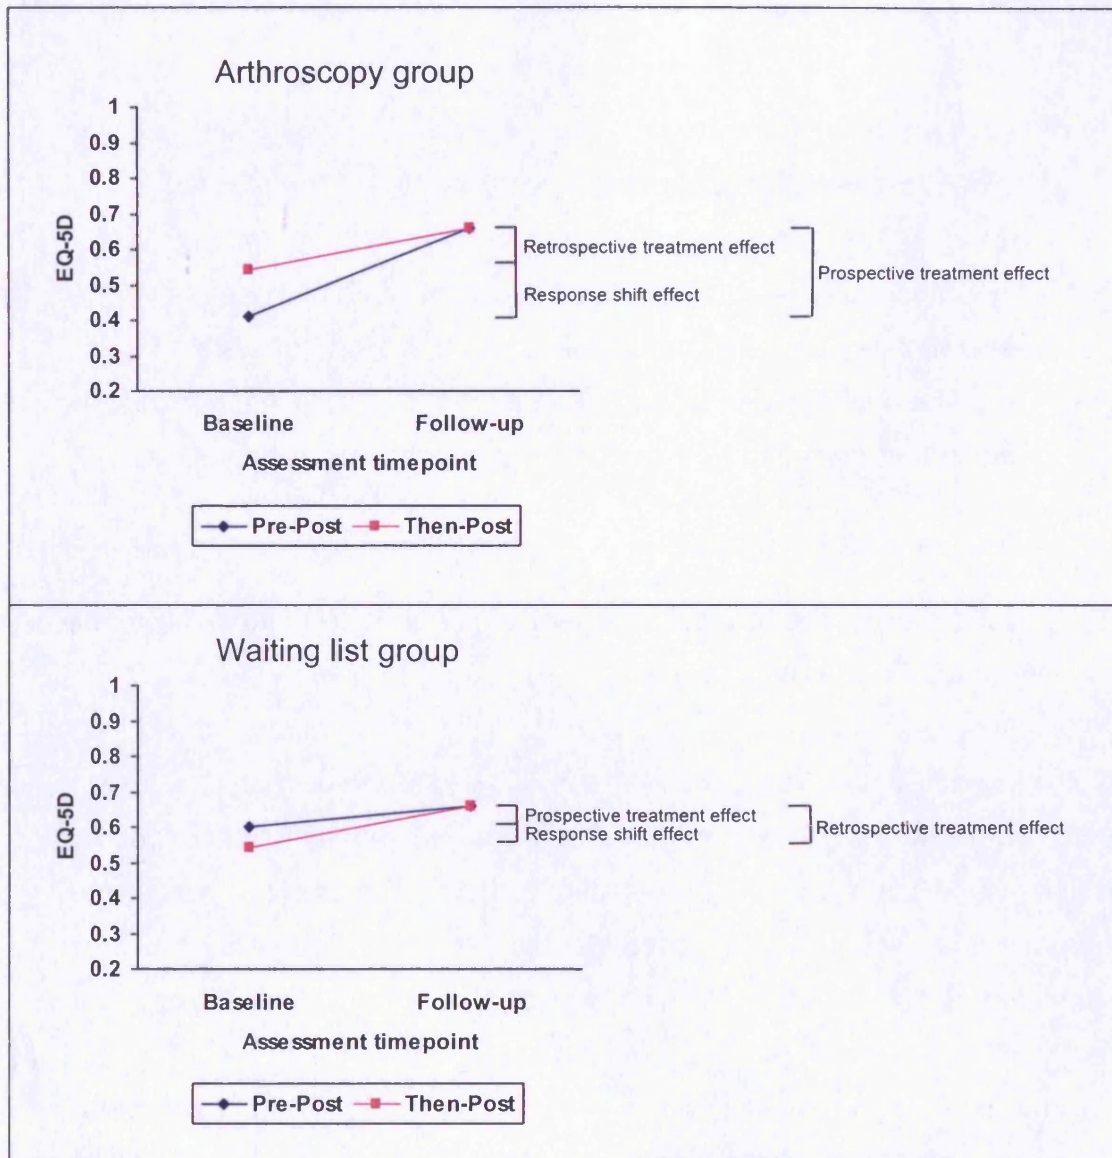 Arthroscopy group
1
0.9
0.8
0.7
0.6
0.5
0.4
0.3
0.2
EQ-5D
Retrospective treatment effect
Response shift effect
Prospective treatment effect
Baseline Follow-up
Assessment timepoint
Pre-Post Then-Post
Waiting list group
1
0.9
0.8
0.7
0.6
0.5
0.4
0.3
0.2
EQ-5D
Prospective treatment effect
Response shift effect
Retrospective treatment effect
Baseline Follow-up
Assessment timepoint
Pre-Post Then-Post